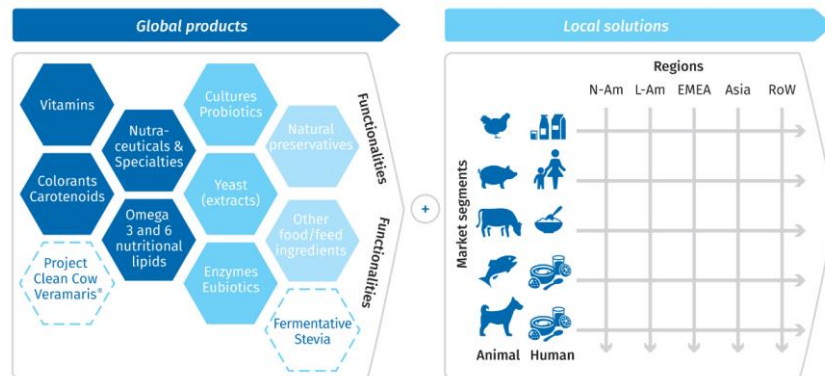 Global products
Local solutions
Vitamins
Nutra-
ceuticals &
Specialties
Colorants
Carotenoids
Omega
3 and 6
nutritional
lipids
Project
Clean Cow
Veramaris®
Cultures
Probiotics
Yeast
(extracts)
Enzymes
Eubiotics
Natural
preservatives
Other
food/feed
ingredients
Fermentative
Stevia
Functionalities
Functionalities
+
Regions
N-Am L-Am EMEA Asia RoW
Market segments
Animal Human